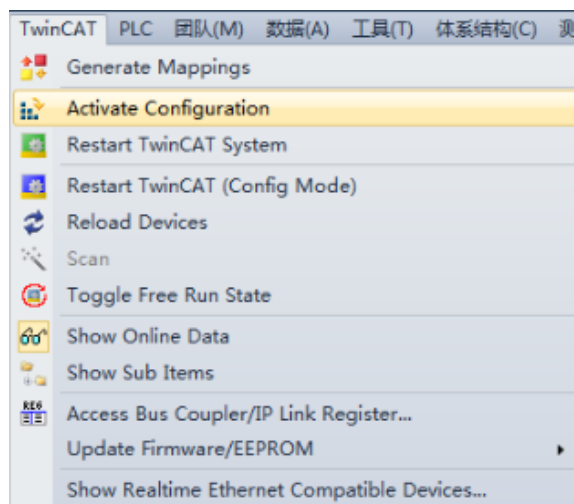 TwinCAT PLC 团队(M) 数据(A) 工具(T) 体系结构(C) 测
Generate Mappings
Activate Configuration
Restart TwinCAT System
Restart TwinCAT (Config Mode)
Reload Devices
Scan
Toggle Free Run State
Show Online Data
Show Sub Items
REG
Access Bus Coupler/IP Link Register...
Update Firmware/EEPROM
Show Realtime Ethernet Compatible Devices...